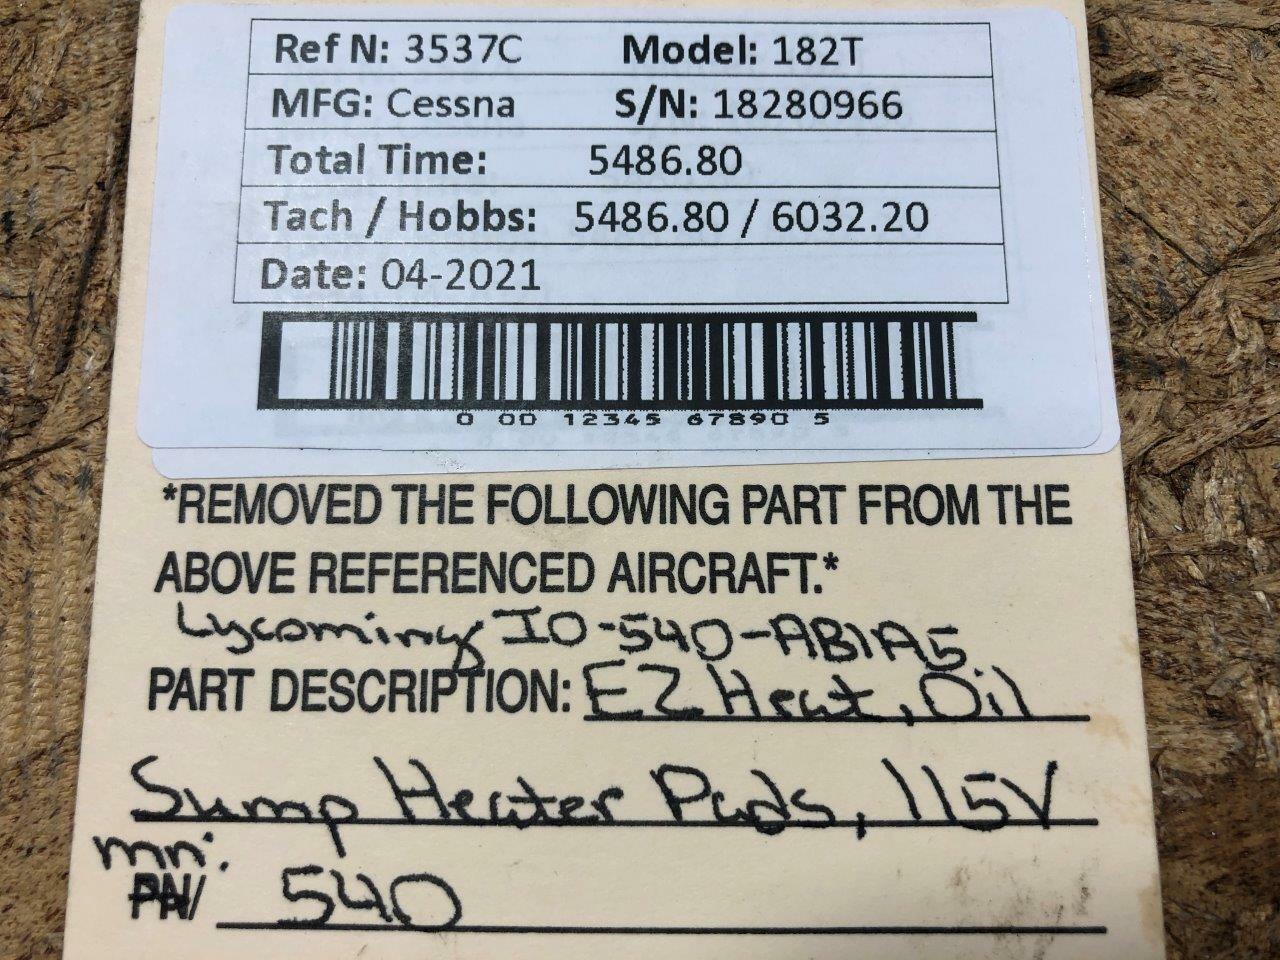 Ref N: 3537C Model: 182T
MFG: Cessna S/N: 18280966
Total Time: 5486.80
Tach / Hobbs: 5486.80 / 6032.20
Date: 04-2021
0 00 12345 67890 5
*REMOVED THE FOLLOWING PART FROM THE
ABOVE REFERENCED AIRCRAFT.*
Lycoming IO-540-AB1A5
PART DESCRIPTION: EZ Heat, Oil
Sump Heater Pads, 115V
mn:
PN/ 540